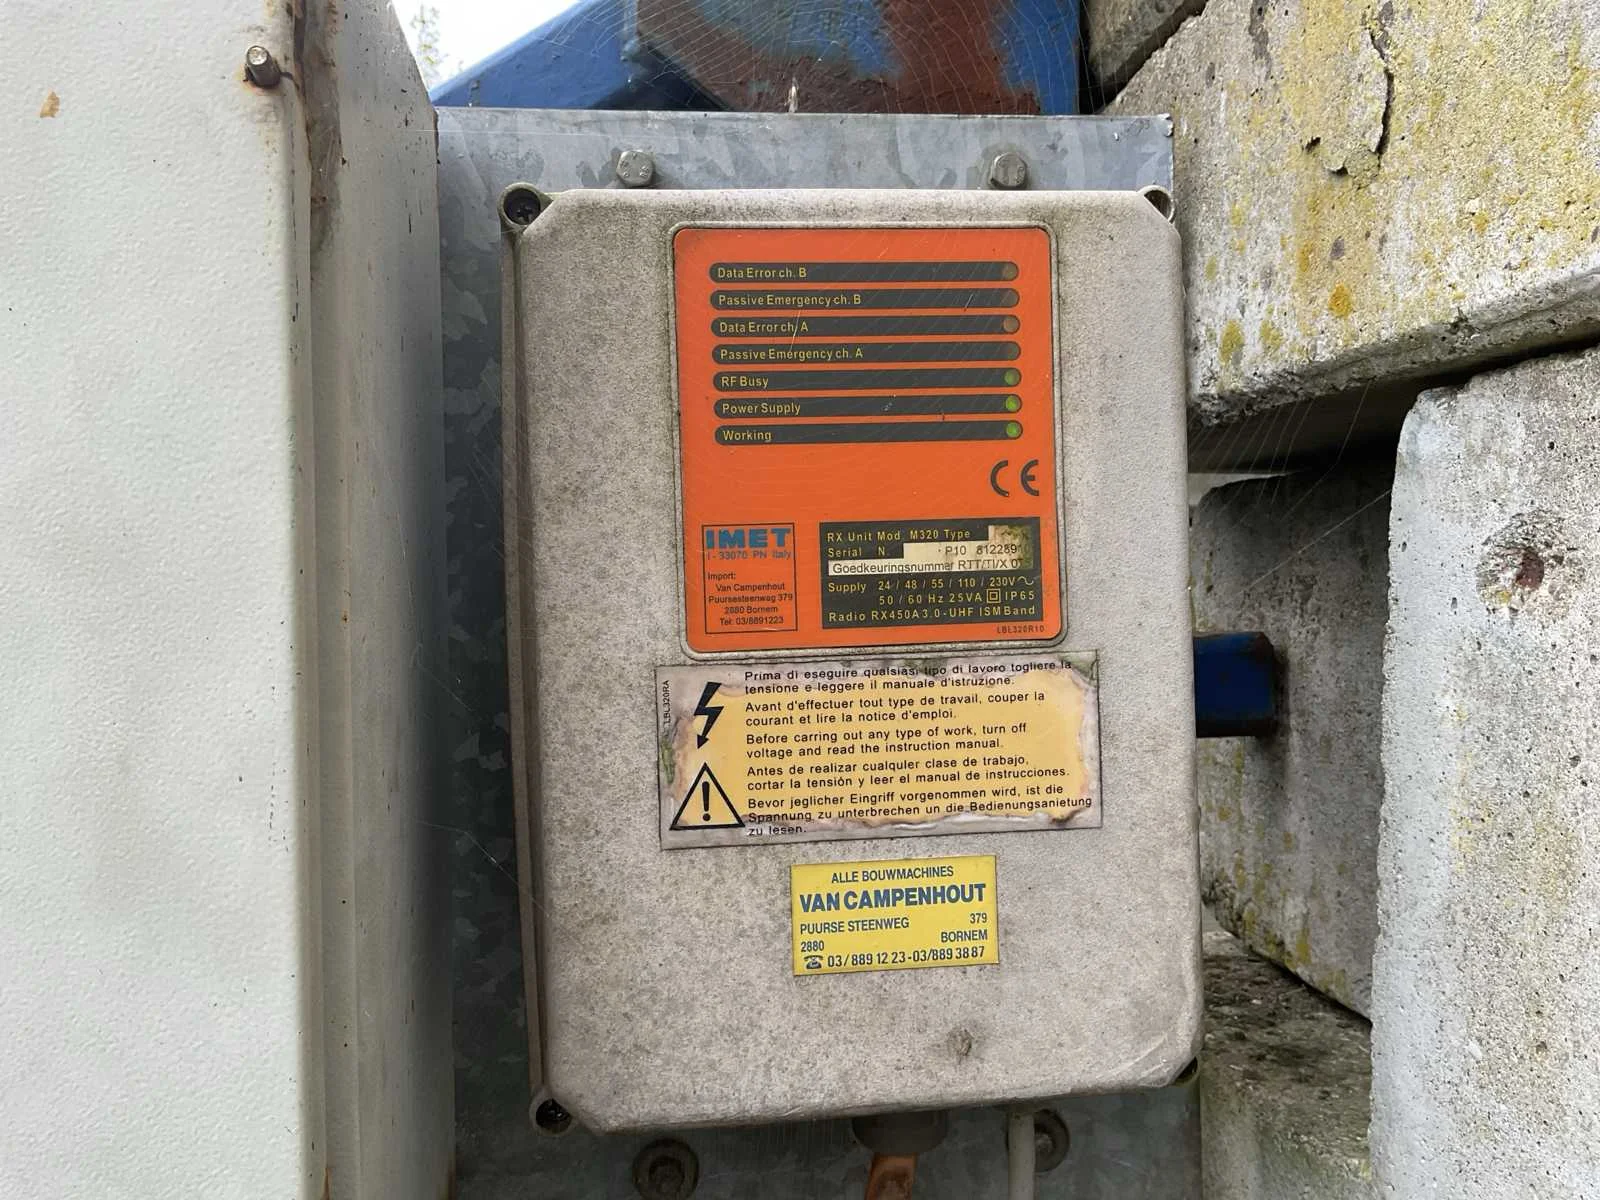 Data Error ch. B
Passive Emergency ch. B
Data Error ch. A
Passive Emergency ch. A
RF Busy
Power Supply
Working
CE
IMET
I - 33070 PN Italy
Import:
Van Campenhout
Puursesteenweg 379
2880 Bornem
Tel: 03/8891223
RX Unit Mod. M320 Type
Serial N P10
Goedkeuringsnummer RTT/TI/X
Supply 24 / 48 / 55 / 110 / 230V ~
50 / 60 Hz 25VA IP65
Radio RX450A3.0 - UHF ISM Band
LBL320R10
LBL320RA
Prima di eseguire qualsiasi tipo di lavoro togliere la
tensione e leggere il manuale d'istruzione.
Avant d'effectuer tout type de travail, couper la
courant et lire la notice d'emploi.
Before carring out any type of work, turn off
voltage and read the instruction manual.
Antes de realizar cualquler clase de trabajo,
cortar la tensión y leer el manual de instrucciones.
Bevor jeglicher Eingriff vorgenommen wird, ist die
Spannung zu unterbrechen un die Bedienungsanietung
zu lesen.
ALLE BOUWMACHINES
VAN CAMPENHOUT
PUURSE STEENWEG 379
2880 BORNEM
☎ 03/889 12 23 - 03/889 38 87